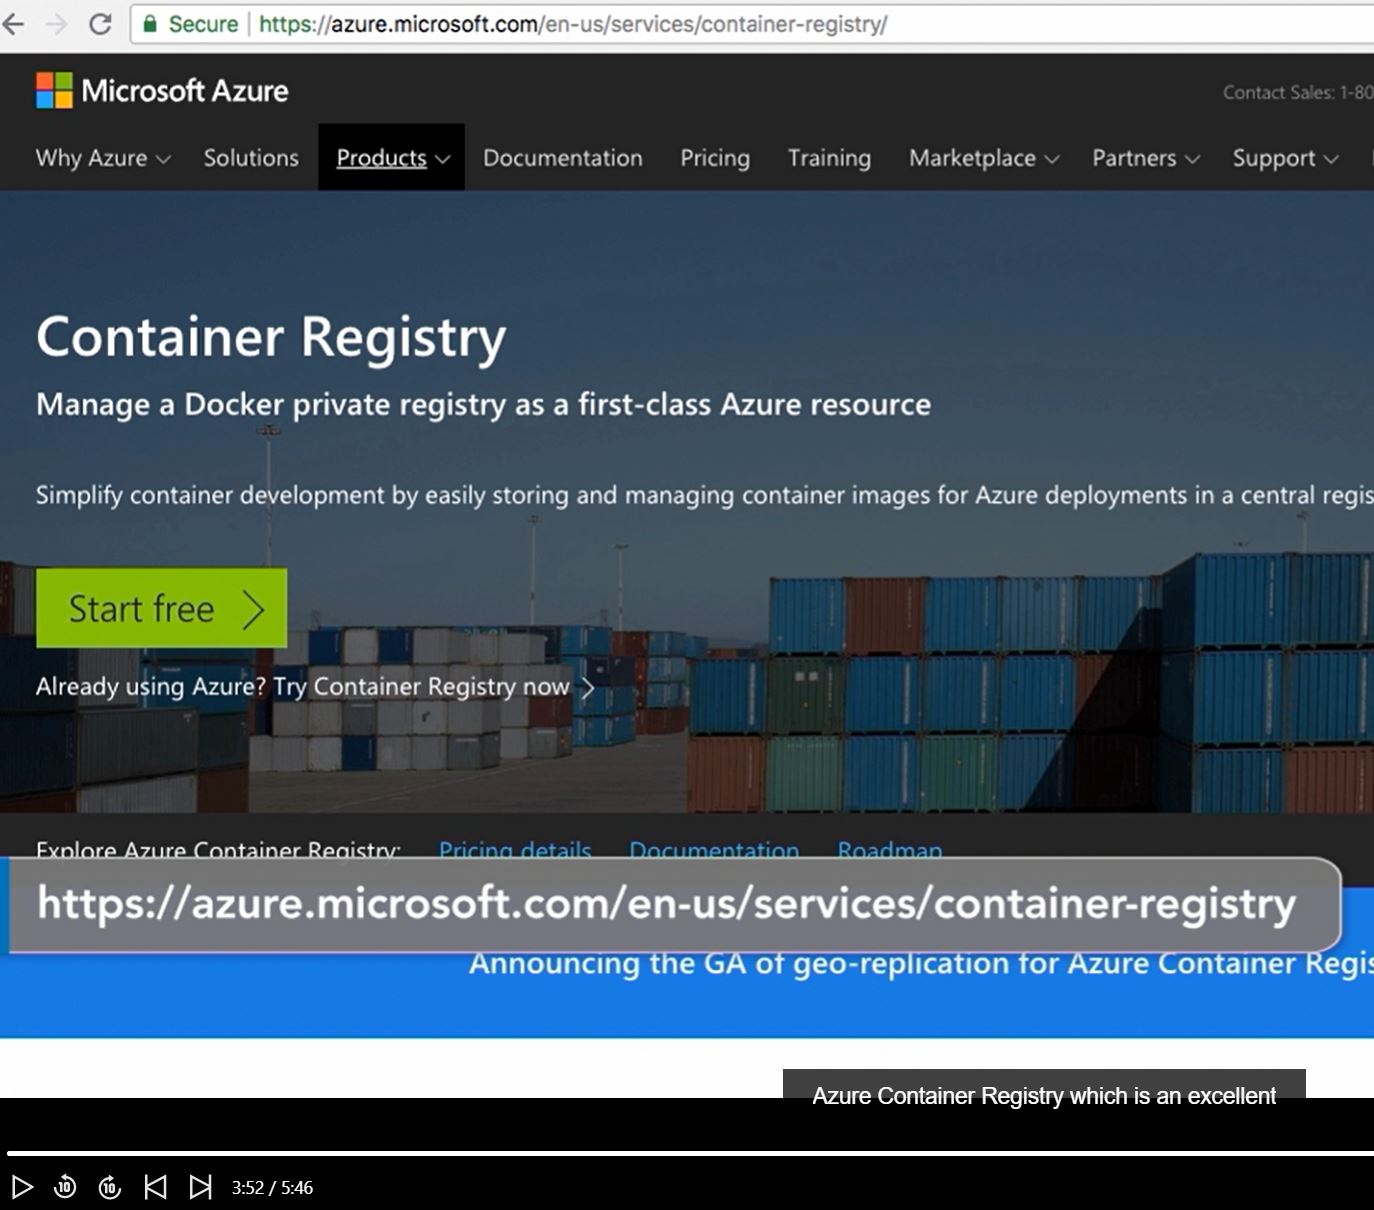 Secure | https://azure.microsoft.com/en-us/services/container-registry/
Microsoft Azure
Contact Sales: 1-80
Why Azure Solutions Products Documentation Pricing Training Marketplace Partners Support
Container Registry
Manage a Docker private registry as a first-class Azure resource
Simplify container development by easily storing and managing container images for Azure deployments in a central regis
Start free
Already using Azure? Try Container Registry now
Explore Azure Container Registry: Pricing details Documentation Roadmap
https://azure.microsoft.com/en-us/services/container-registry
Announcing the GA of geo-replication for Azure Container Regis
Azure Container Registry which is an excellent
10 10 3:52 / 5:46